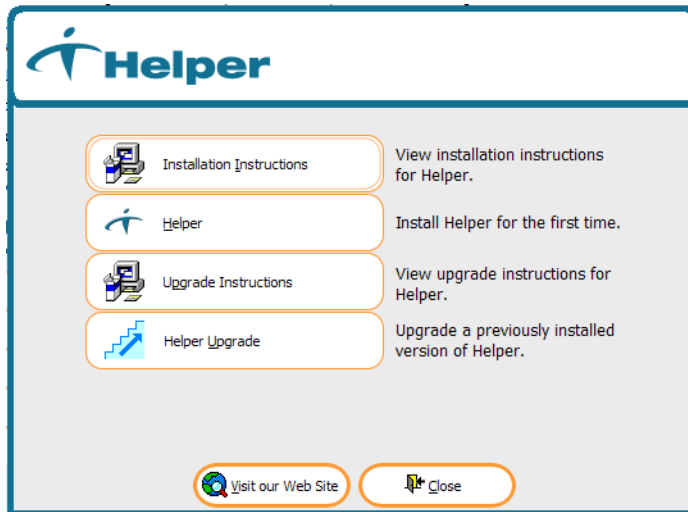 Helper
Installation Instructions
View installation instructions
for Helper.
Helper
Install Helper for the first time.
Upgrade Instructions
View upgrade instructions for
Helper.
Helper Upgrade
Upgrade a previously installed
version of Helper.
Visit our Web Site
Close